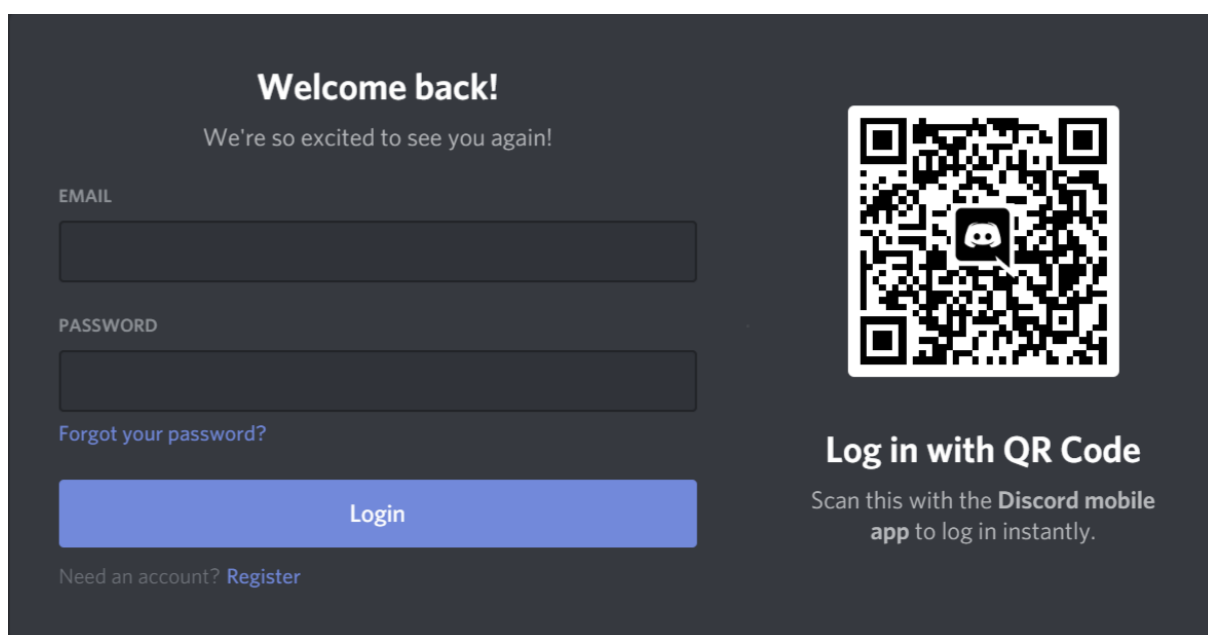 Welcome back!
We're so excited to see you again!
EMAIL
PASSWORD
Forgot your password?
Login
Need an account? Register
Log in with QR Code
Scan this with the Discord mobile
app to log in instantly.